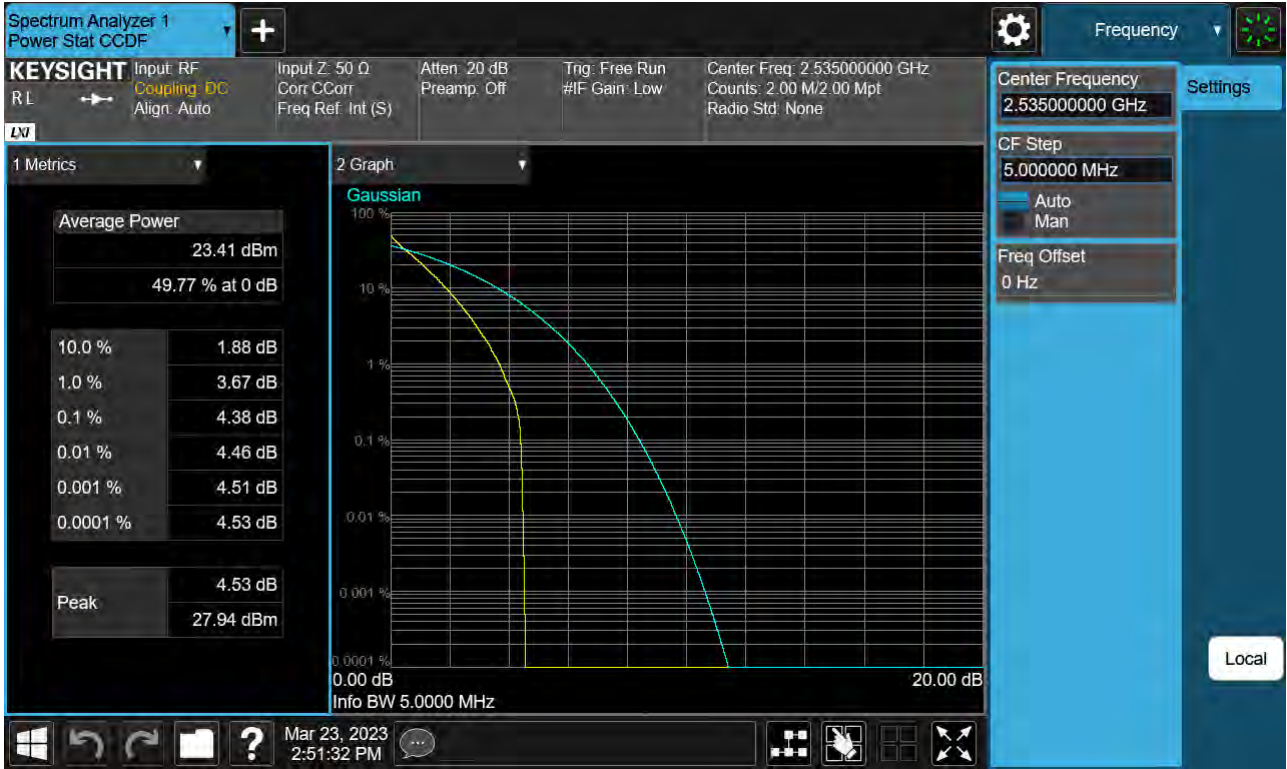 Spectrum Analyzer 1
Power Stat CCDF
+
Frequency
KEYSIGHT
RL
LXI
Input: RF
Coupling: DC
Align: Auto
Input Z: 50 Ω
Corr CCorr
Freq Ref: Int (S)
Atten: 20 dB
Preamp: Off
Trig: Free Run
#IF Gain: Low
Center Freq: 2.535000000 GHz
Counts: 2.00 M/2.00 Mpt
Radio Std: None
Center Frequency
2.535000000 GHz
Settings
CF Step
5.000000 MHz
Auto
Man
Freq Offset
0 Hz
1 Metrics
Average Power
23.41 dBm
49.77 % at 0 dB
10.0 % 1.88 dB
1.0 % 3.67 dB
0.1 % 4.38 dB
0.01 % 4.46 dB
0.001 % 4.51 dB
0.0001 % 4.53 dB
Peak
4.53 dB
27.94 dBm
2 Graph
Gaussian
100 %
10 %
1 %
0.1 %
0.01 %
0.001 %
0.0001 %
0.00 dB 20.00 dB
Info BW 5.0000 MHz
Local
?
Mar 23, 2023
2:51:32 PM